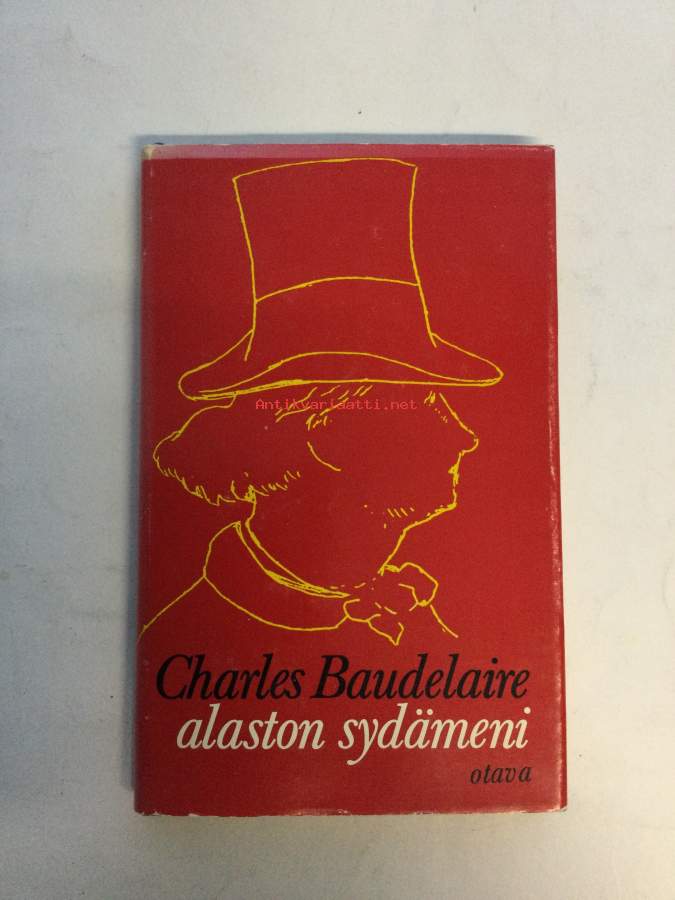 Antikvariaatti.net
Charles Baudelaire
alaston sydämeni
otava